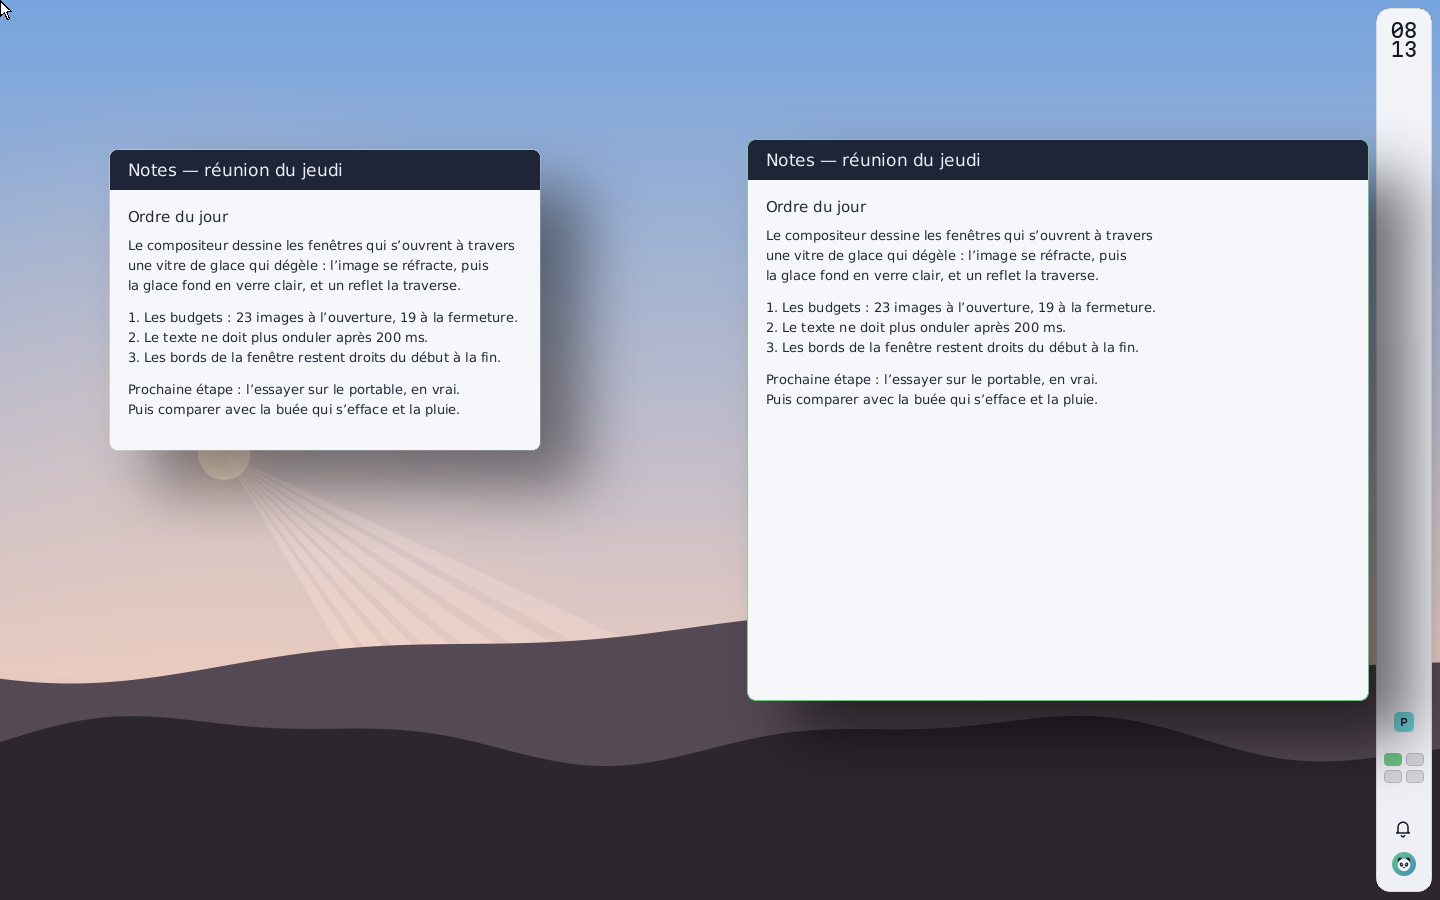 Notes — réunion du jeudi
Ordre du jour
Le compositeur dessine les fenêtres qui s’ouvrent à travers
une vitre de glace qui dégèle : l’image se réfracte, puis
la glace fond en verre clair, et un reflet la traverse.
1. Les budgets : 23 images à l’ouverture, 19 à la fermeture.
2. Le texte ne doit plus onduler après 200 ms.
3. Les bords de la fenêtre restent droits du début à la fin.
Prochaine étape : l’essayer sur le portable, en vrai.
Puis comparer avec la buée qui s’efface et la pluie.
Notes — réunion du jeudi
Ordre du jour
Le compositeur dessine les fenêtres qui s’ouvrent à travers
une vitre de glace qui dégèle : l’image se réfracte, puis
la glace fond en verre clair, et un reflet la traverse.
1. Les budgets : 23 images à l’ouverture, 19 à la fermeture.
2. Le texte ne doit plus onduler après 200 ms.
3. Les bords de la fenêtre restent droits du début à la fin.
Prochaine étape : l’essayer sur le portable, en vrai.
Puis comparer avec la buée qui s’efface et la pluie.
08
13
P